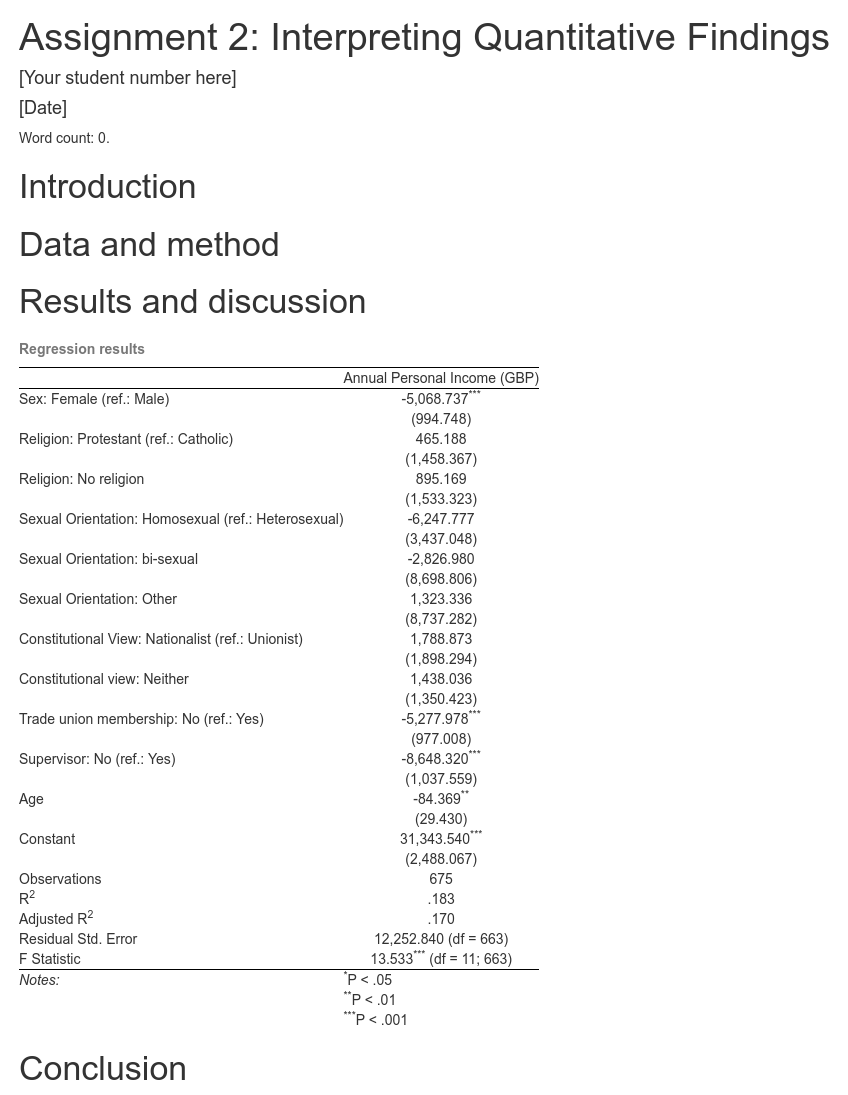 Assignment 2: Interpreting Quantitative Findings
[Your student number here]
[Date]
Word count: 0.
Introduction
Data and method
Results and discussion
Regression results
Annual Personal Income (GBP)
Sex: Female (ref.: Male) -5,068.737***
(994.748)
Religion: Protestant (ref.: Catholic) 465.188
(1,458.367)
Religion: No religion 895.169
(1,533.323)
Sexual Orientation: Homosexual (ref.: Heterosexual) -6,247.777
(3,437.048)
Sexual Orientation: bi-sexual -2,826.980
(8,698.806)
Sexual Orientation: Other 1,323.336
(8,737.282)
Constitutional View: Nationalist (ref.: Unionist) 1,788.873
(1,898.294)
Constitutional view: Neither 1,438.036
(1,350.423)
Trade union membership: No (ref.: Yes) -5,277.978***
(977.008)
Supervisor: No (ref.: Yes) -8,648.320***
(1,037.559)
Age -84.369**
(29.430)
Constant 31,343.540***
(2,488.067)
Observations 675
R2 .183
Adjusted R2 .170
Residual Std. Error 12,252.840 (df = 663)
F Statistic 13.533*** (df = 11; 663)
Notes: *P < .05
**P < .01
***P < .001
Conclusion